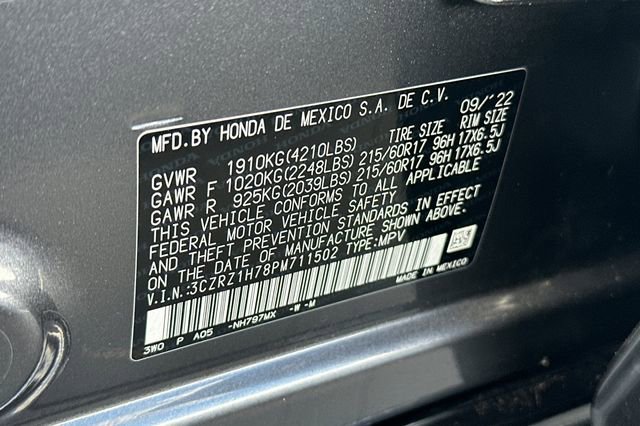 MFD.BY HONDA DE MEXICO S.A. DE C.V. 09/'22
GVWR 1910KG(4210LBS) TIRE SIZE RIM SIZE
GAWR F 1020KG(2248LBS) 215/60R17 96H 17X6.5J
GAWR R 925KG(2039LBS) 215/60R17 96H 17X6.5J
THIS VEHICLE CONFORMS TO ALL APPLICABLE
FEDERAL MOTOR VEHICLE SAFETY
AND THEFT PREVENTION STANDARDS IN EFFECT
ON THE DATE OF MANUFACTURE SHOWN ABOVE.
V.I.N.:3CZRZ1H78PM711502 TYPE:MPV
MADE IN MEXICO
3WO P A05 -NH797MX -W -M